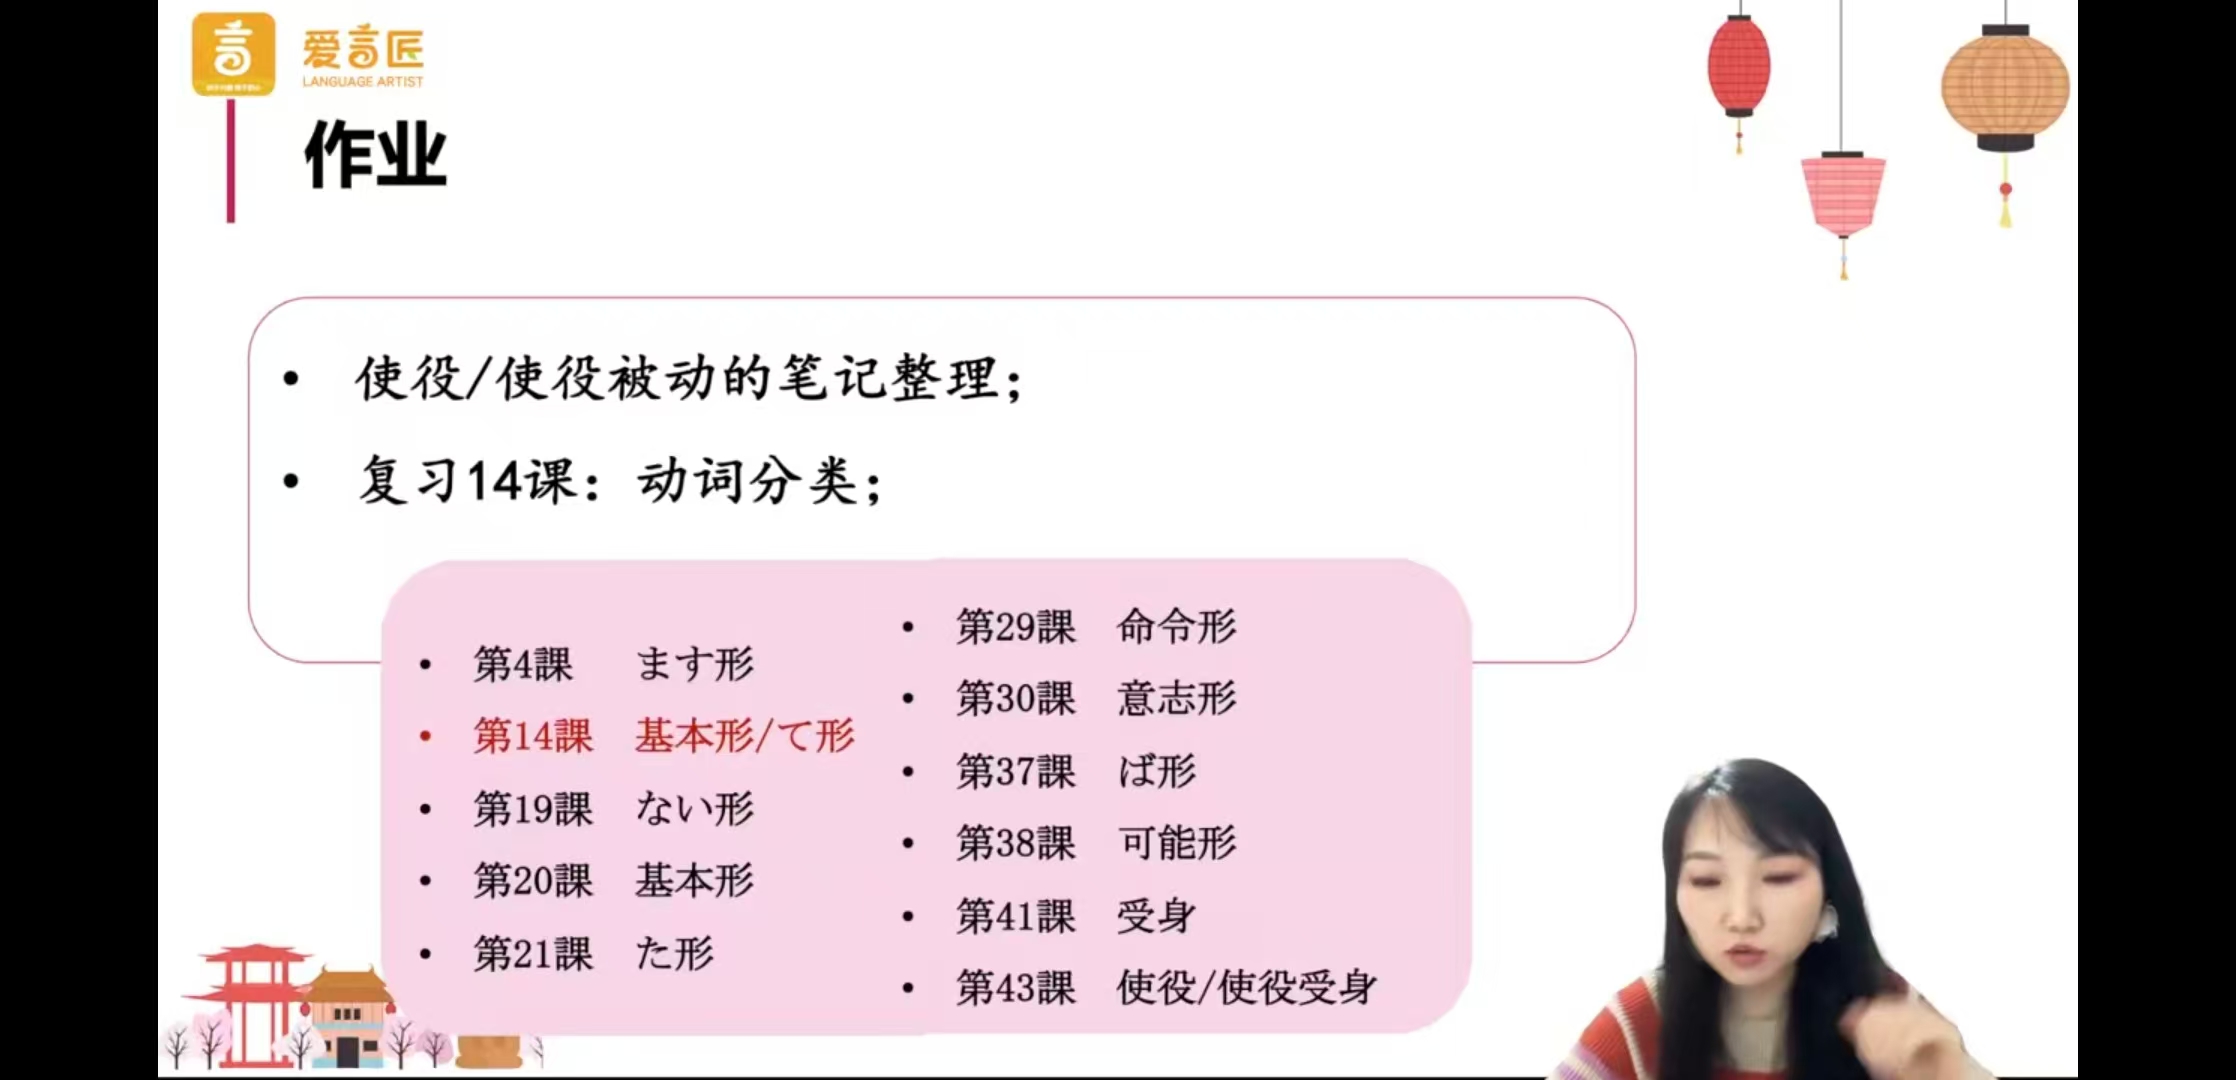 爱言匠
LANGUAGE ARTIST
作业
• 使役/使役被动的笔记整理；
• 复习14课：动词分类；
• 第4課 ます形
• 第14課 基本形/て形
• 第19課 ない形
• 第20課 基本形
• 第21課 た形
• 第29課 命令形
• 第30課 意志形
• 第37課 ば形
• 第38課 可能形
• 第41課 受身
• 第43課 使役/使役受身